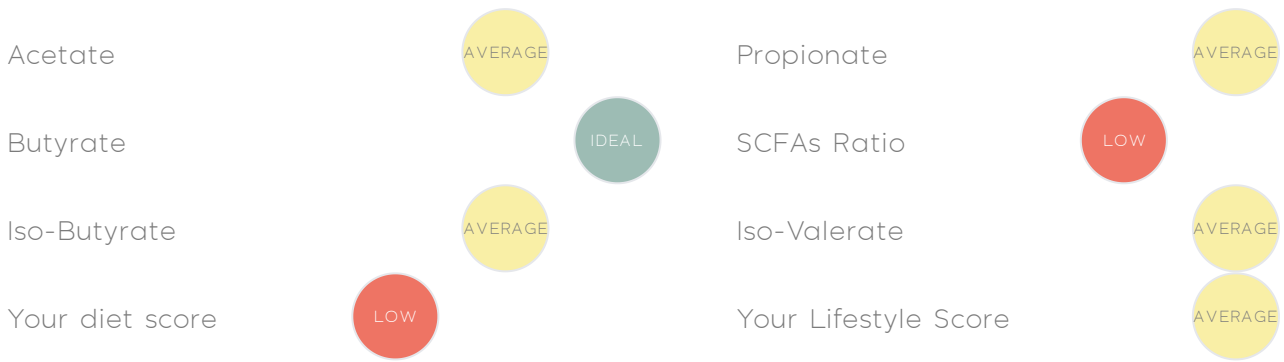 Acetate AVERAGE Propionate AVERAGE
Butyrate IDEAL SCFAs Ratio LOW
Iso-Butyrate AVERAGE Iso-Valerate AVERAGE
Your diet score LOW Your Lifestyle Score AVERAGE